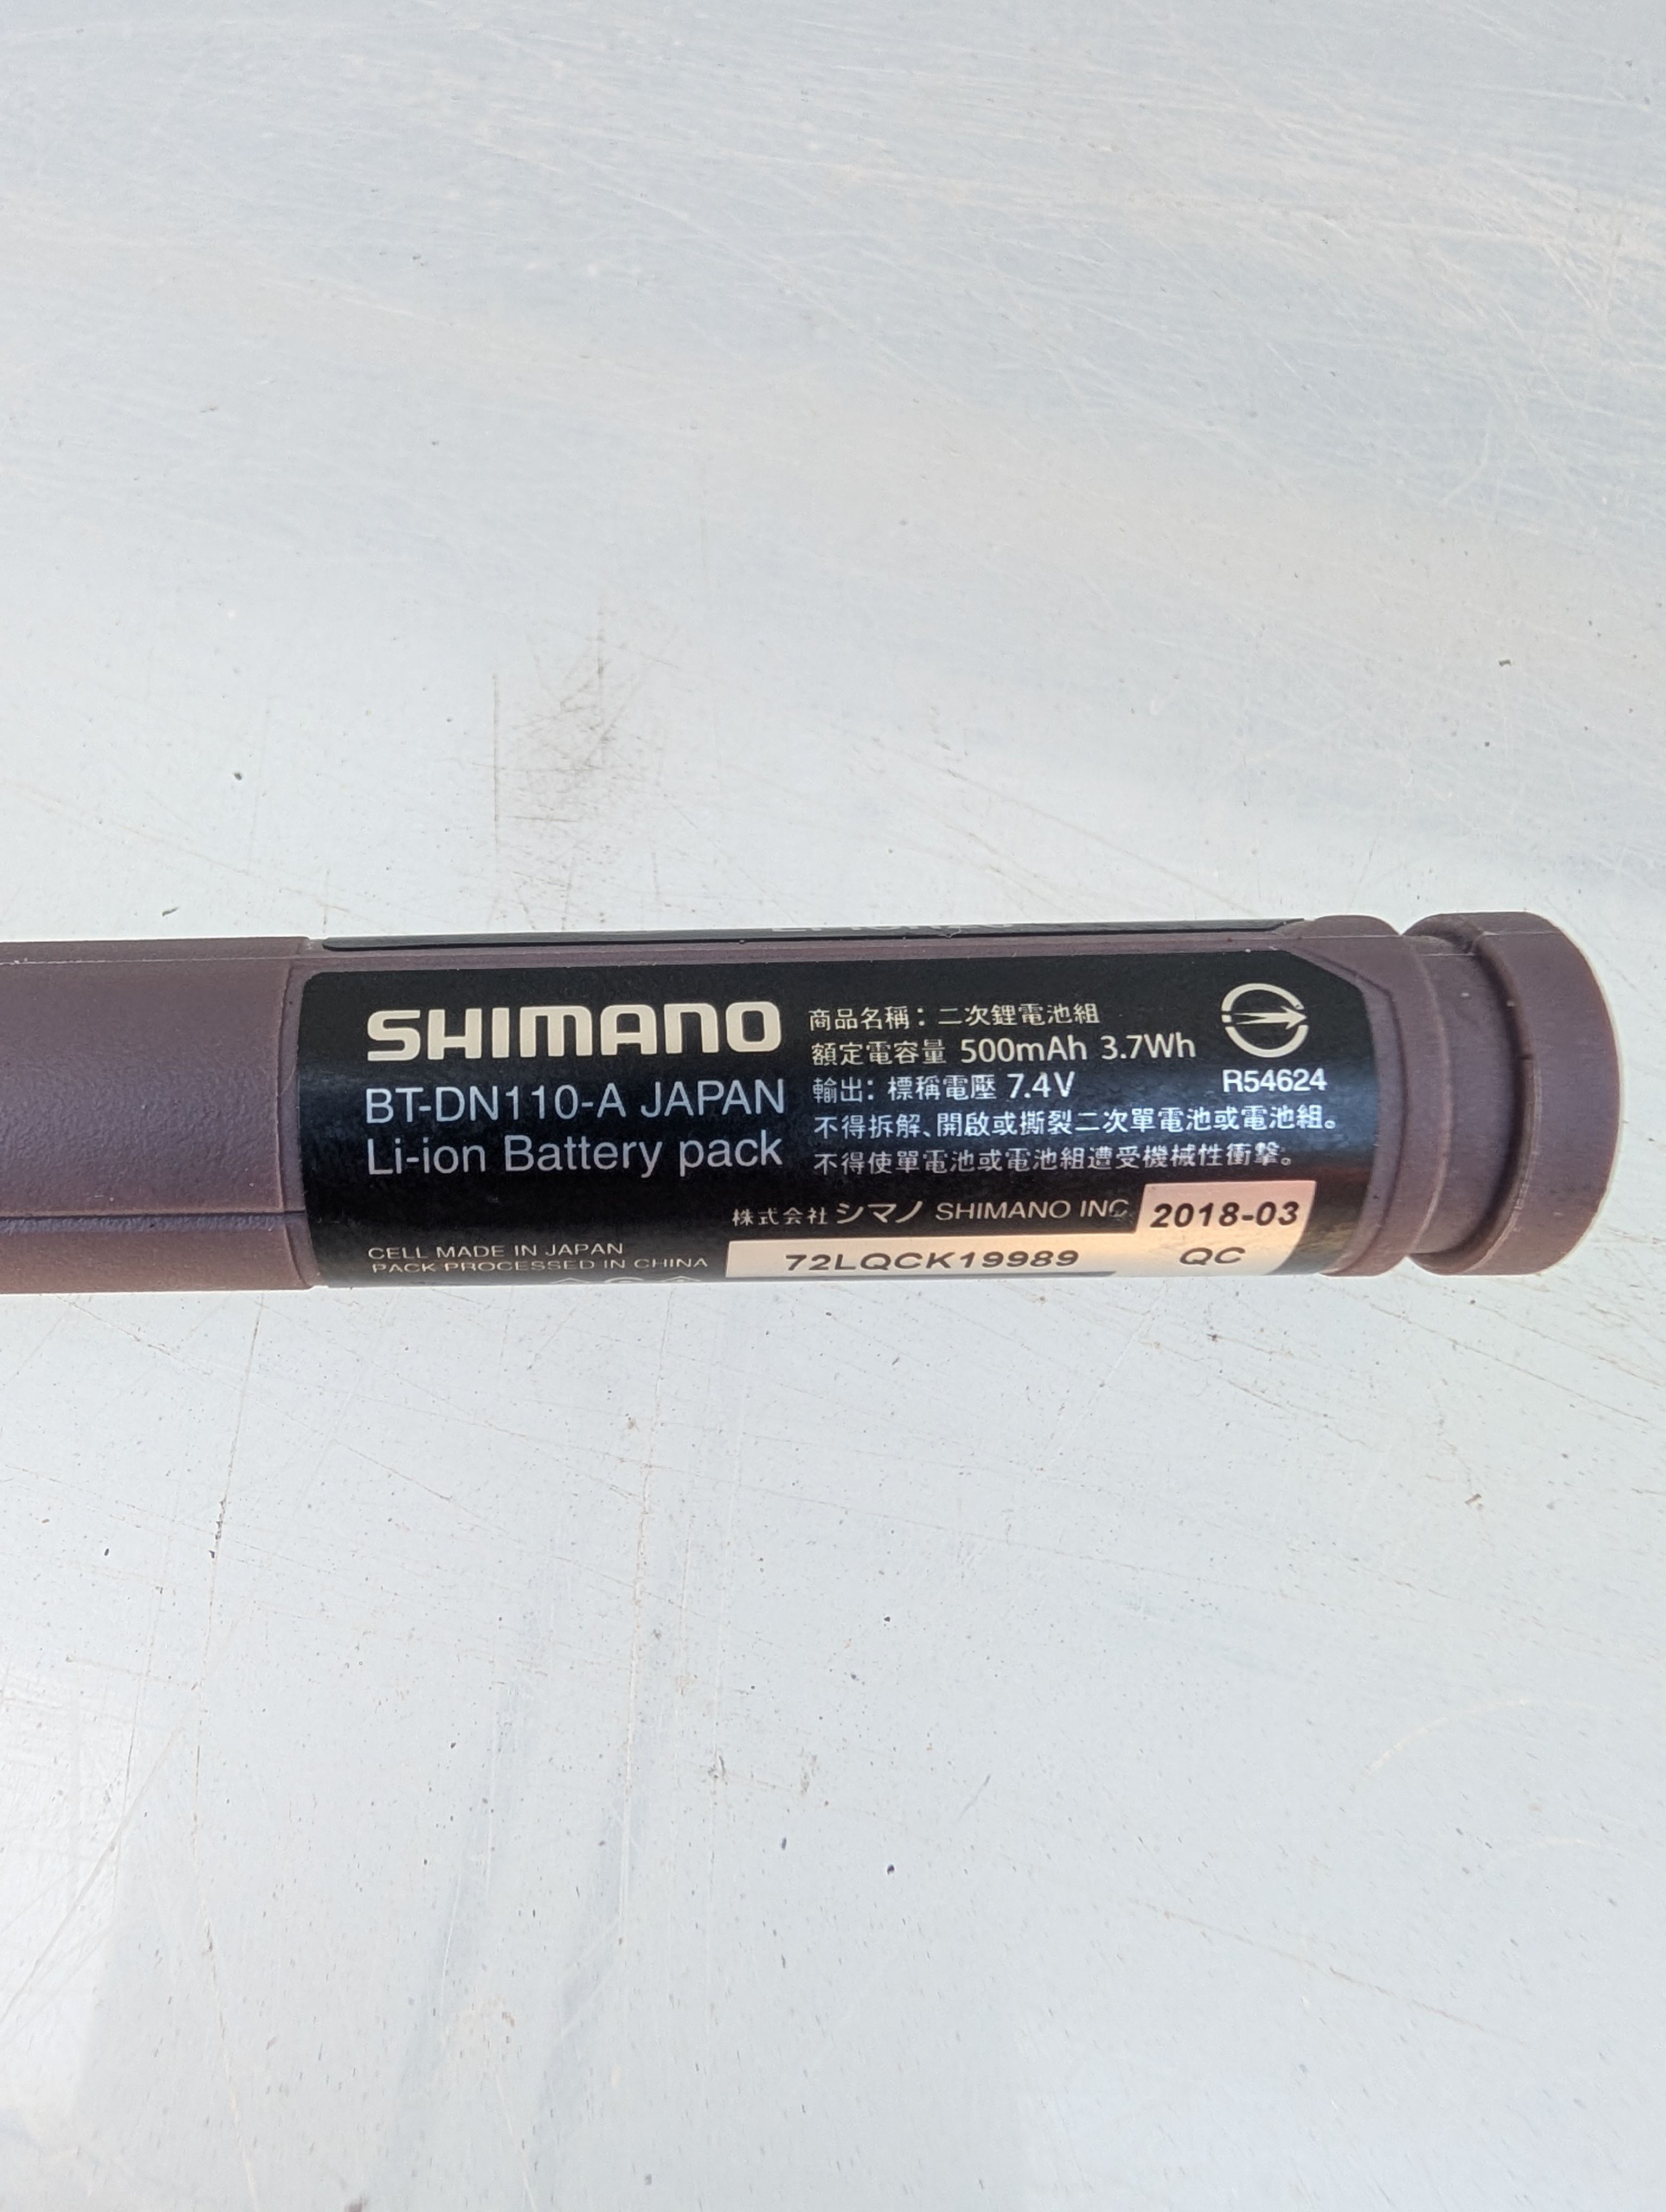 SHIMANO
BT-DN110-A JAPAN
Li-ion Battery pack
商品名稱：二次鋰電池組
額定電容量 500mAh 3.7Wh
輸出：標稱電壓 7.4V
R54624
不得拆解、開啟或撕裂二次單電池或電池組。
不得使單電池或電池組遭受機械性衝擊。
株式会社シマノ SHIMANO INC
2018-03
CELL MADE IN JAPAN
PACK PROCESSED IN CHINA
72LQCK19989
QC